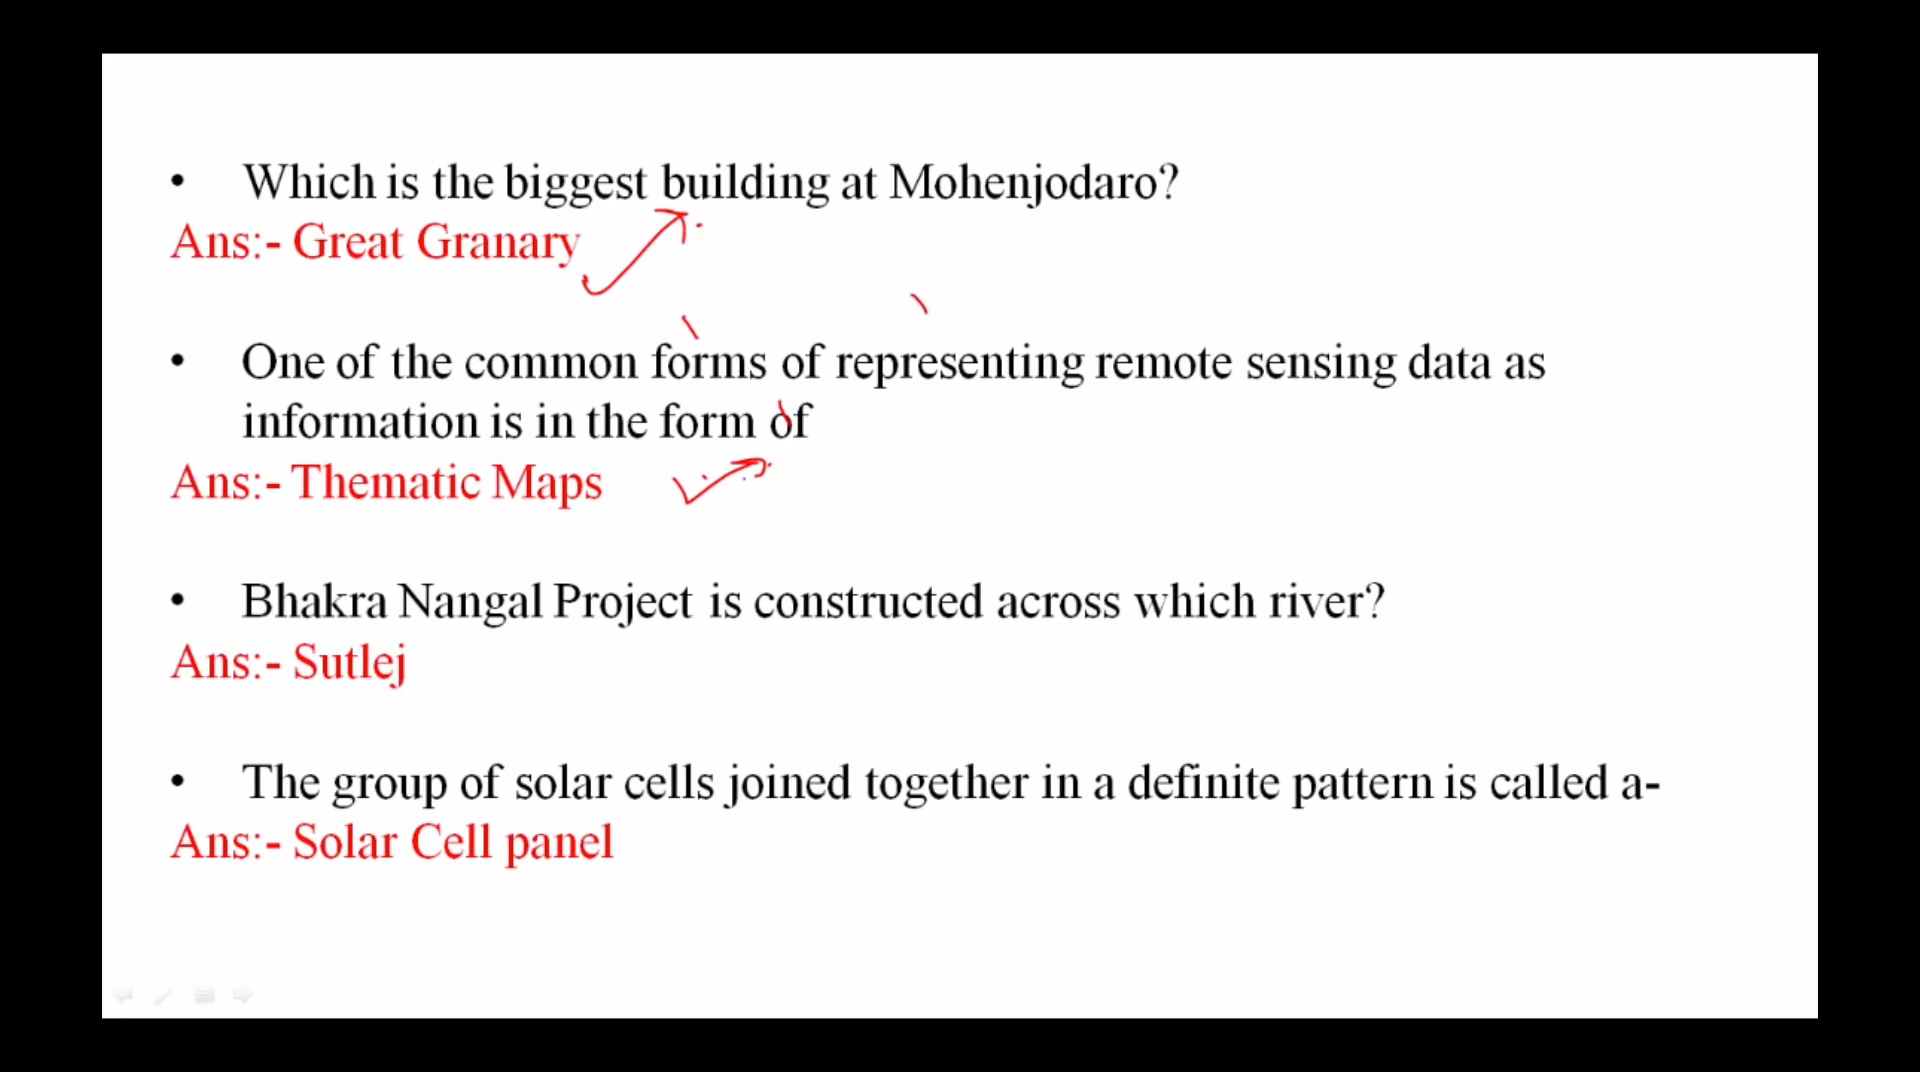 • Which is the biggest building at Mohenjodaro?
Ans:- Great Granary
• One of the common forms of representing remote sensing data as
information is in the form of
Ans:- Thematic Maps
• Bhakra Nangal Project is constructed across which river?
Ans:- Sutlej
• The group of solar cells joined together in a definite pattern is called a-
Ans:- Solar Cell panel